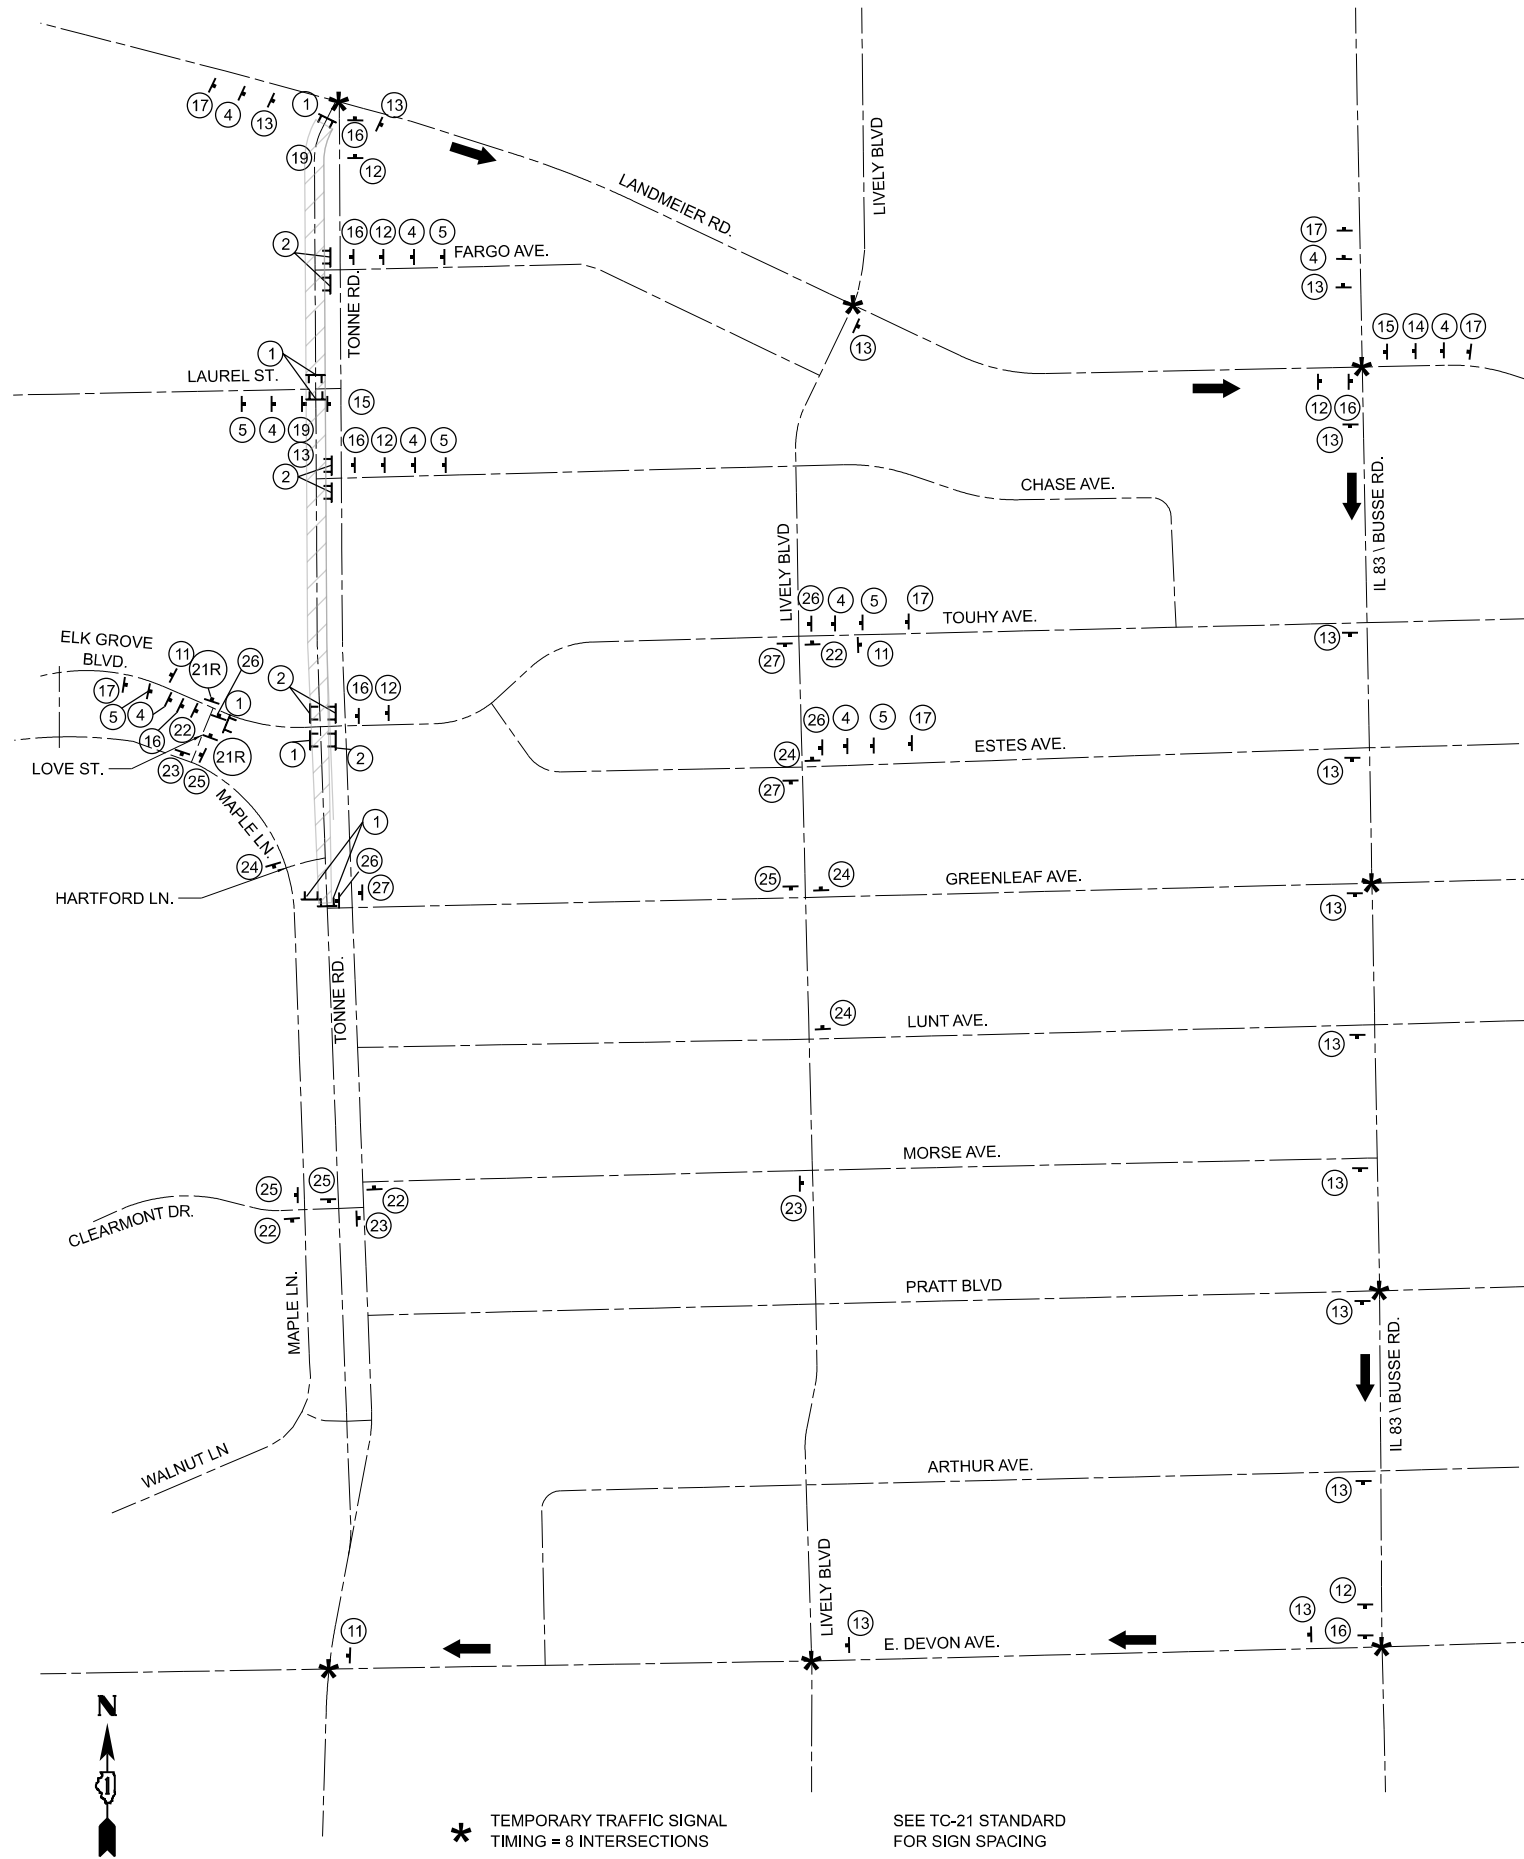 1
13
17
4
13
16
19
12
LANDMEIER RD.
LIVELY BLVD
2
16
12
4
5
FARGO AVE.
TONNE RD.
17
4
13
13
1
LAUREL ST.
15
5
4
19
13
15
14
4
17
12
16
13
2
16
12
4
5
CHASE AVE.
IL 83 \ BUSSE RD.
LIVELY BLVD
26
4
5
17
TOUHY AVE.
27
22
11
13
ELK GROVE
BLVD.
11
21R
26
17
5
4
16
22
1
2
16
12
1
2
LOVE ST.
23
25
21R
MAPLE LN.
26
4
5
17
24
27
ESTES AVE.
13
1
26
24
HARTFORD LN.
27
25
24
GREENLEAF AVE.
13
TONNE RD.
24
LUNT AVE.
13
MORSE AVE.
13
25
25
22
22
23
23
CLEARMONT DR.
MAPLE LN.
PRATT BLVD
13
IL 83 \ BUSSE RD.
WALNUT LN
ARTHUR AVE.
13
LIVELY BLVD
12
13
16
11
13
E. DEVON AVE.
N
1
* TEMPORARY TRAFFIC SIGNAL
TIMING = 8 INTERSECTIONS
SEE TC-21 STANDARD
FOR SIGN SPACING